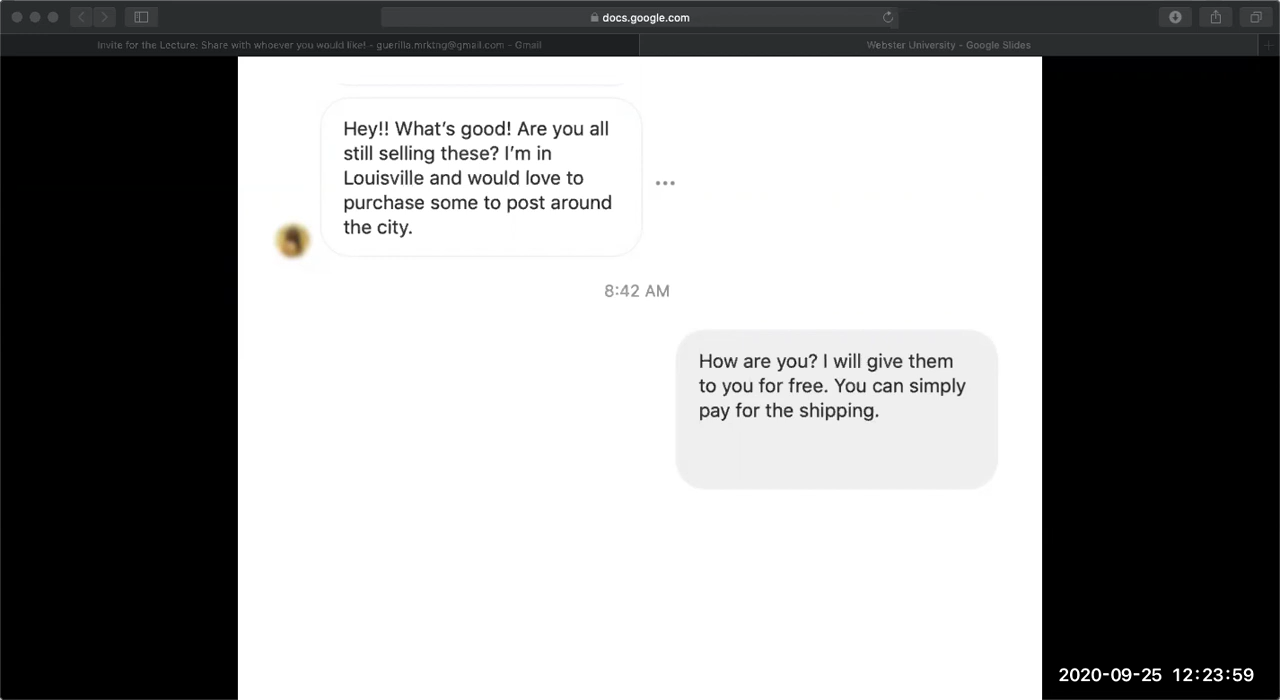 docs.google.com
Invite for the Lecture: Share with whoever you would like! - guerilla.mrktng@gmail.com - Gmail
Webster University - Google Slides
Hey!! What's good! Are you all
still selling these? I'm in
Louisville and would love to
purchase some to post around
the city.
8:42 AM
How are you? I will give them
to you for free. You can simply
pay for the shipping.
2020-09-25 12:23:59